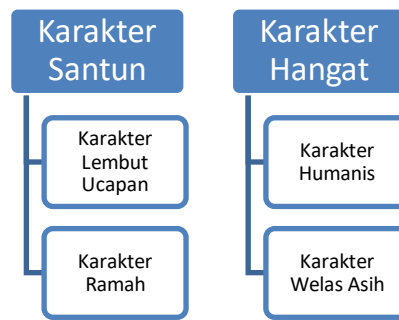 Karakter
Santun
Karakter
Lembut
Ucapan
Karakter
Ramah
Karakter
Hangat
Karakter
Humanis
Karakter
Welas Asih